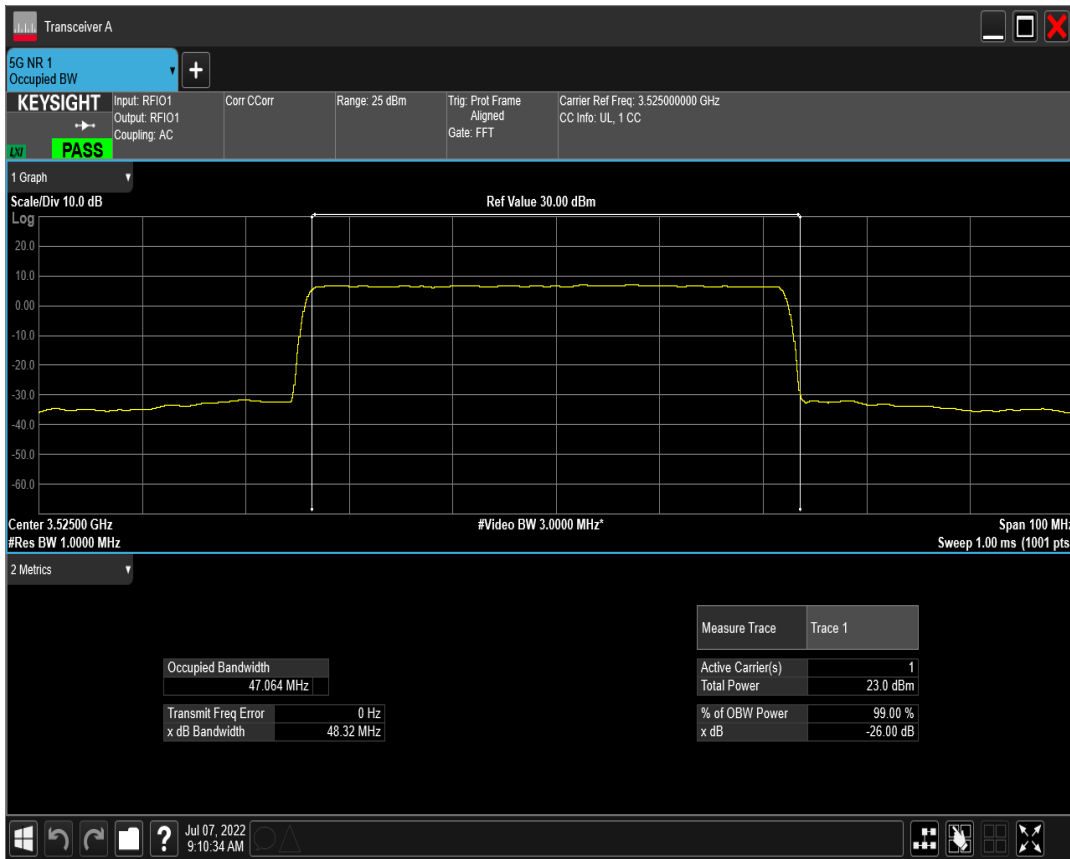 Transceiver A
5G NR 1
Occupied BW
+
KEYSIGHT
LXI
PASS
Input: RFIO1
Output: RFIO1
Coupling: AC
Corr CCorr
Range: 25 dBm
Trig: Prot Frame
Aligned
Gate: FFT
Carrier Ref Freq: 3.525000000 GHz
CC Info: UL, 1 CC
1 Graph
Scale/Div 10.0 dB
Ref Value 30.00 dBm
Log
20.0
10.0
0.00
-10.0
-20.0
-30.0
-40.0
-50.0
-60.0
Center 3.52500 GHz
#Video BW 3.0000 MHz*
Span 100 MHz
#Res BW 1.0000 MHz
Sweep 1.00 ms (1001 pts
2 Metrics
Measure Trace Trace 1
Occupied Bandwidth
47.064 MHz
Active Carrier(s) 1
Total Power 23.0 dBm
Transmit Freq Error 0 Hz
x dB Bandwidth 48.32 MHz
% of OBW Power 99.00 %
x dB -26.00 dB
?
Jul 07, 2022
9:10:34 AM